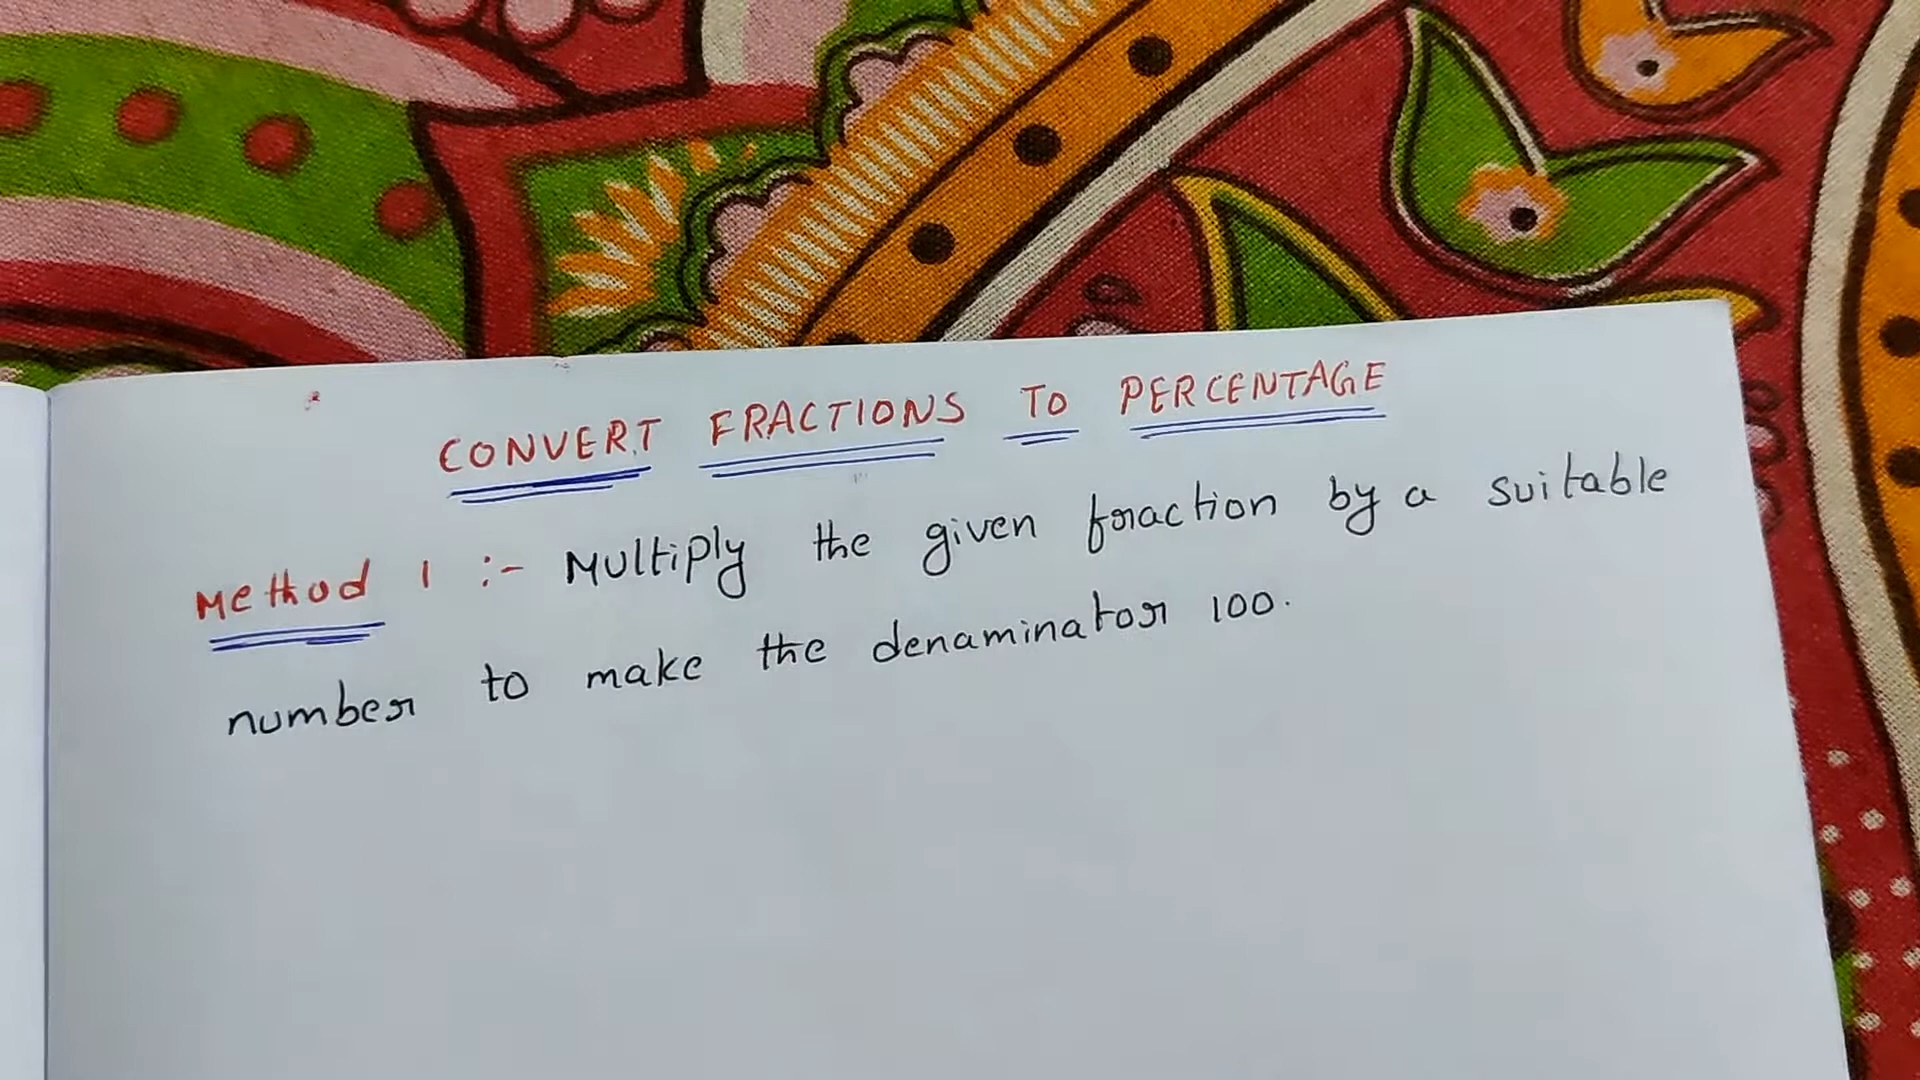 CONVERT FRACTIONS TO PERCENTAGE
Method 1 :- Multiply the given fraction by a suitable
number to make the denaminator 100.